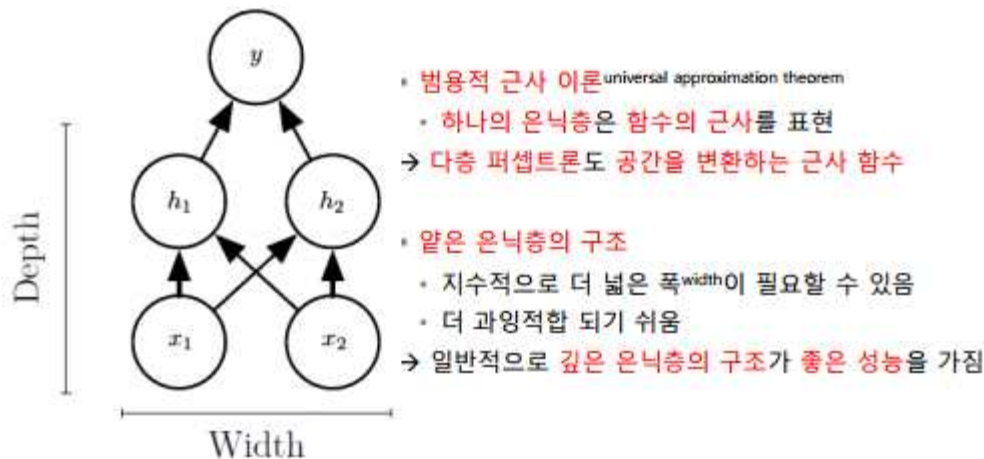 y
h₁ h₂
x₁ x₂
Depth
Width
• 범용적 근사 이론universal approximation theorem
• 하나의 은닉층은 함수의 근사를 표현
→ 다층 퍼셉트론도 공간을 변환하는 근사 함수
• 얕은 은닉층의 구조
• 지수적으로 더 넓은 폭width이 필요할 수 있음
• 더 과잉적합 되기 쉬움
→ 일반적으로 깊은 은닉층의 구조가 좋은 성능을 가짐